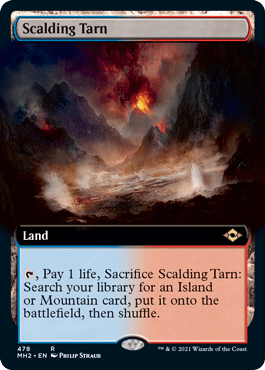 Scalding Tarn
Land
, Pay 1 life, Sacrifice Scalding Tarn:
Search your library for an Island
or Mountain card, put it onto the
battlefield, then shuffle.
478 R
MH2 • EN Philip Straub
™ & © 2021 Wizards of the Coast